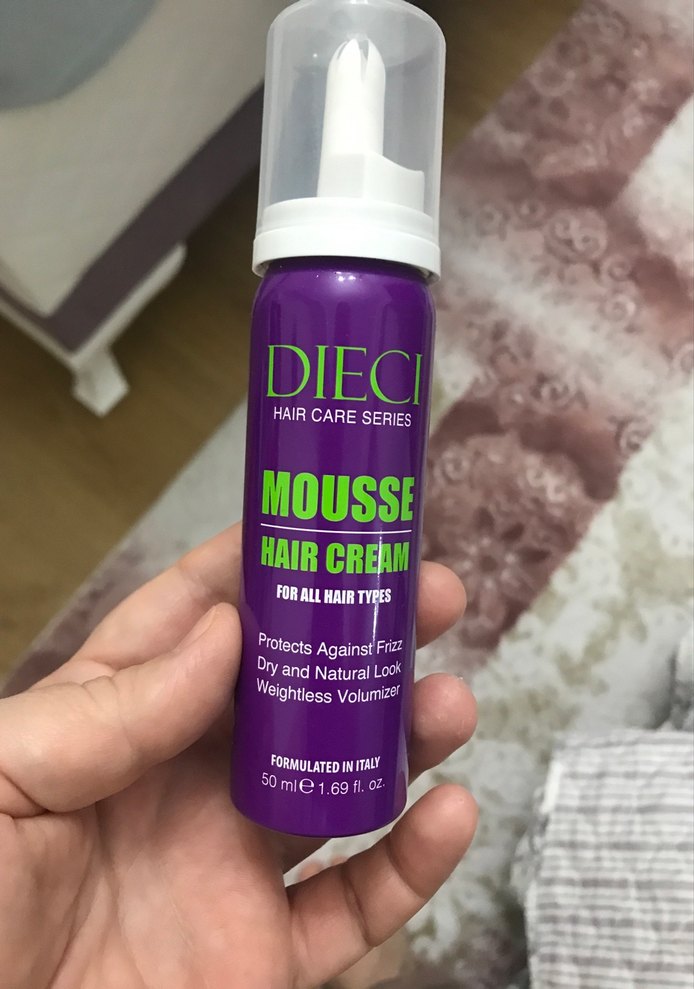 DIECI
HAIR CARE SERIES
MOUSSE
HAIR CREAM
FOR ALL HAIR TYPES
Protects Against Frizz
Dry and Natural Look
Weightless Volumizer
FORMULATED IN ITALY
50 ml ℮ 1.69 fl. oz.